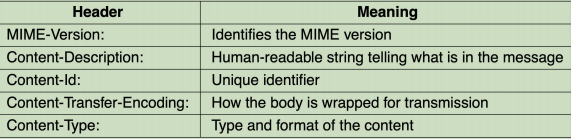 Header Meaning
MIME-Version: Identifies the MIME version
Content-Description: Human-readable string telling what is in the message
Content-Id: Unique identifier
Content-Transfer-Encoding: How the body is wrapped for transmission
Content-Type: Type and format of the content